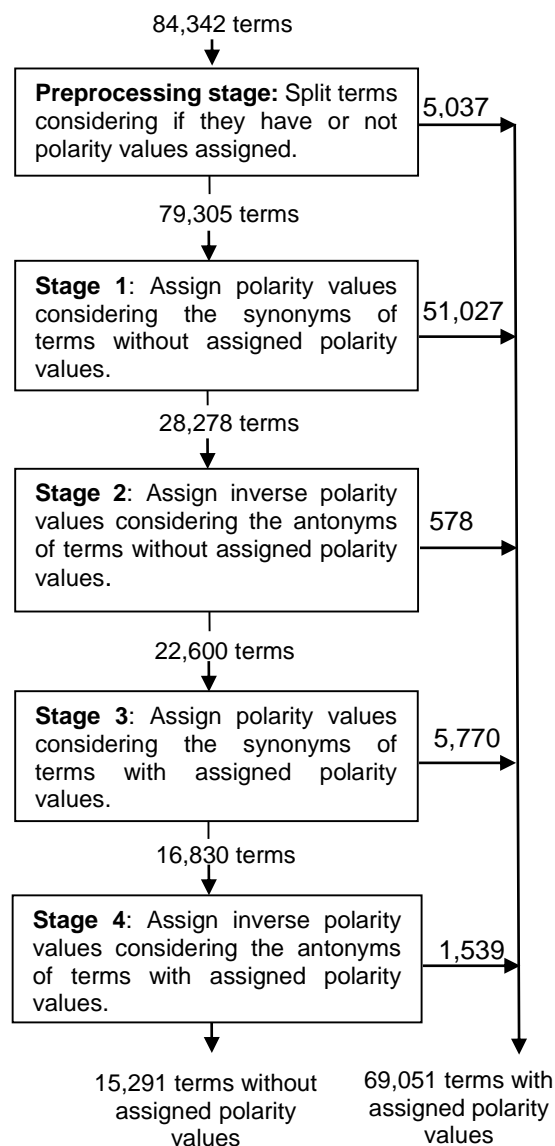 84,342 terms
Preprocessing stage: Split terms
considering if they have or not
polarity values assigned.
5,037
79,305 terms
Stage 1: Assign polarity values
considering the synonyms of
terms without assigned polarity
values.
51,027
28,278 terms
Stage 2: Assign inverse polarity
values considering the antonyms
of terms without assigned polarity
values.
578
22,600 terms
Stage 3: Assign polarity values
considering the synonyms of
terms with assigned polarity
values.
5,770
16,830 terms
Stage 4: Assign inverse polarity
values considering the antonyms
of terms with assigned polarity
values.
1,539
15,291 terms without
assigned polarity
values
69,051 terms with
assigned polarity
values